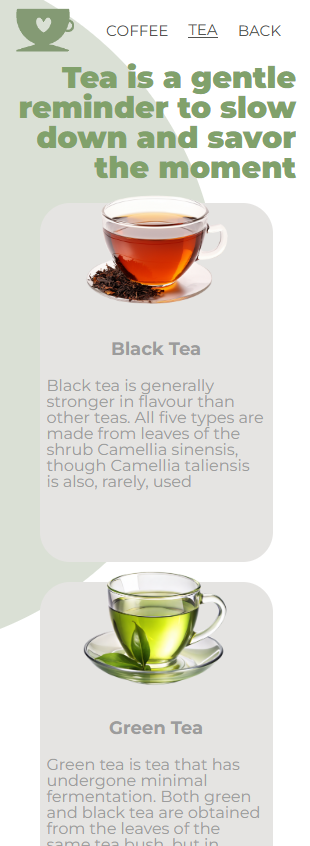 COFFEE TEA BACK
Tea is a gentle
reminder to slow
down and savor
the moment
Black Tea
Black tea is generally
stronger in flavour than
other teas. All five types are
made from leaves of the
shrub Camellia sinensis,
though Camellia taliensis
is also, rarely, used
Green Tea
Green tea is tea that has
undergone minimal
fermentation. Both green
and black tea are obtained
from the leaves of the
same tea bush, but in